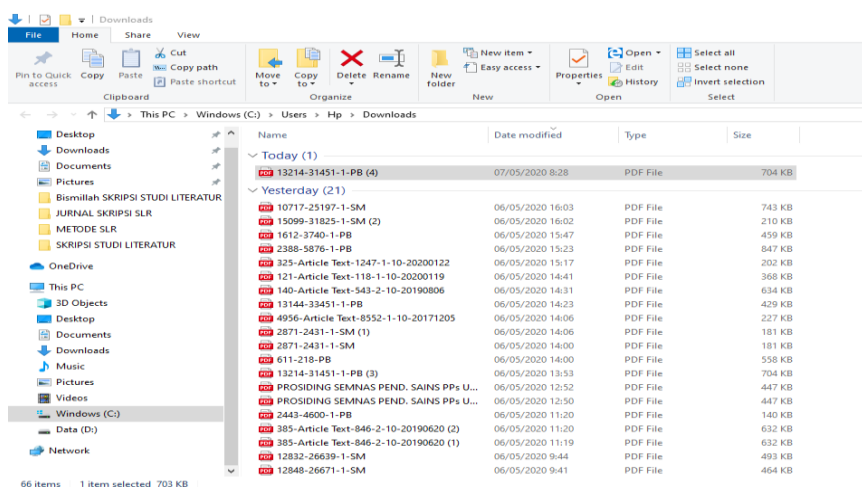 Downloads
File Home Share View
Pin to Quick access
Copy
Paste
Cut
Copy path
Paste shortcut
Clipboard
Move to
Copy to
Delete
Rename
Organize
New folder
New item
Easy access
New
Properties
Open
Edit
History
Open
Select all
Select none
Invert selection
Select
This PC > Windows (C:) > Users > Hp > Downloads
Desktop
Downloads
Documents
Pictures
Bismillah SKRIPSI STUDI LITERATUR
JURNAL SKRIPSI SLR
METODE SLR
SKRIPSI STUDI LITERATUR
OneDrive
This PC
3D Objects
Desktop
Documents
Downloads
Music
Pictures
Videos
Windows (C:)
Data (D:)
Network
Name Date modified Type Size
Today (1)
13214-31451-1-PB (4) 07/05/2020 8:28 PDF File 704 KB
Yesterday (21)
10717-25197-1-SM 06/05/2020 16:03 PDF File 743 KB
15099-31825-1-SM (2) 06/05/2020 16:02 PDF File 210 KB
1612-3740-1-PB 06/05/2020 15:47 PDF File 459 KB
2388-5876-1-PB 06/05/2020 15:23 PDF File 847 KB
325-Article Text-1247-1-10-20200122 06/05/2020 15:17 PDF File 202 KB
121-Article Text-118-1-10-20200119 06/05/2020 14:41 PDF File 368 KB
140-Article Text-543-2-10-20190806 06/05/2020 14:31 PDF File 634 KB
13144-33451-1-PB 06/05/2020 14:23 PDF File 429 KB
4956-Article Text-8552-1-10-20171205 06/05/2020 14:06 PDF File 227 KB
2871-2431-1-SM (1) 06/05/2020 14:06 PDF File 181 KB
2871-2431-1-SM 06/05/2020 14:00 PDF File 181 KB
611-218-PB 06/05/2020 14:00 PDF File 558 KB
13214-31451-1-PB (3) 06/05/2020 13:53 PDF File 704 KB
PROSIDING SEMNAS PEND. SAINS PPs U... 06/05/2020 12:52 PDF File 447 KB
PROSIDING SEMNAS PEND. SAINS PPs U... 06/05/2020 12:50 PDF File 447 KB
2443-4600-1-PB 06/05/2020 11:20 PDF File 140 KB
385-Article Text-846-2-10-20190620 (2) 06/05/2020 11:20 PDF File 632 KB
385-Article Text-846-2-10-20190620 (1) 06/05/2020 11:19 PDF File 632 KB
12832-26639-1-SM 06/05/2020 9:44 PDF File 493 KB
12848-26671-1-SM 06/05/2020 9:41 PDF File 464 KB
66 items 1 item selected 703 KB